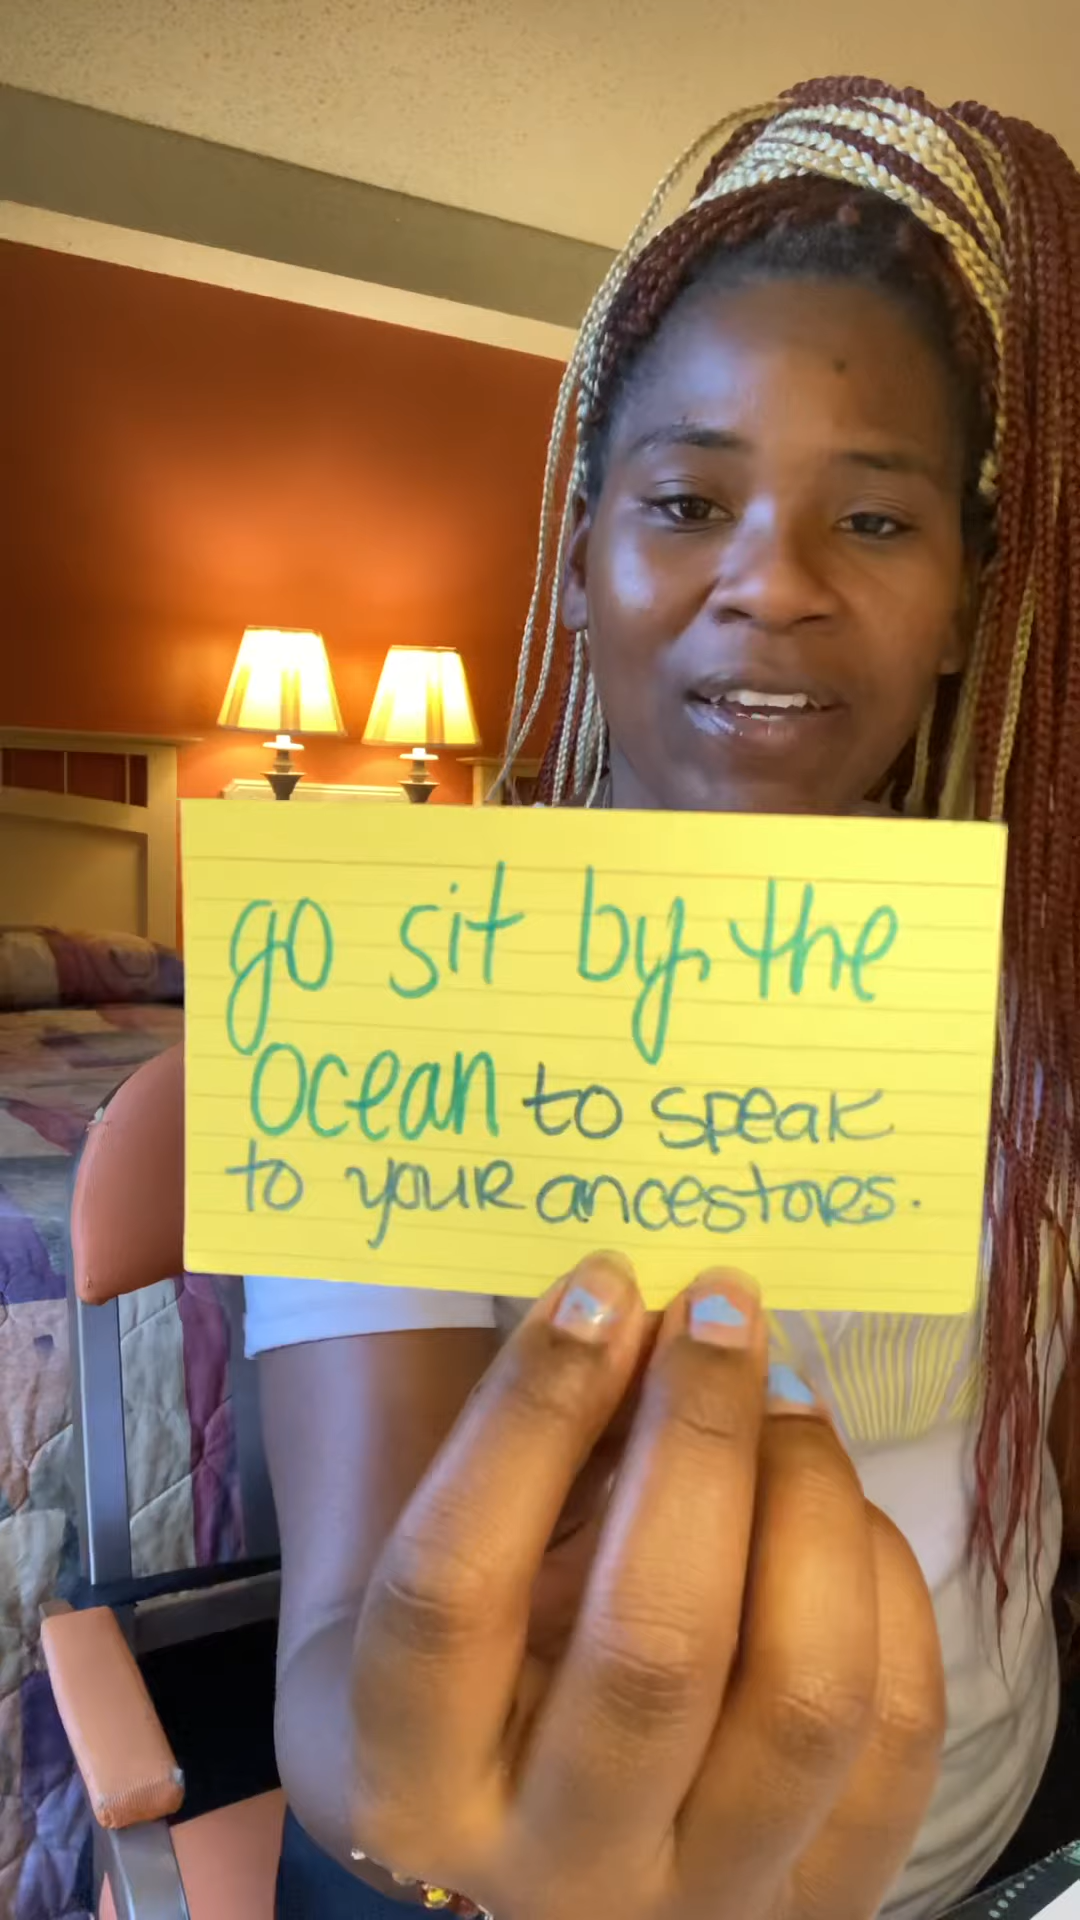 go sit by the
ocean to speak
to your ancestors.